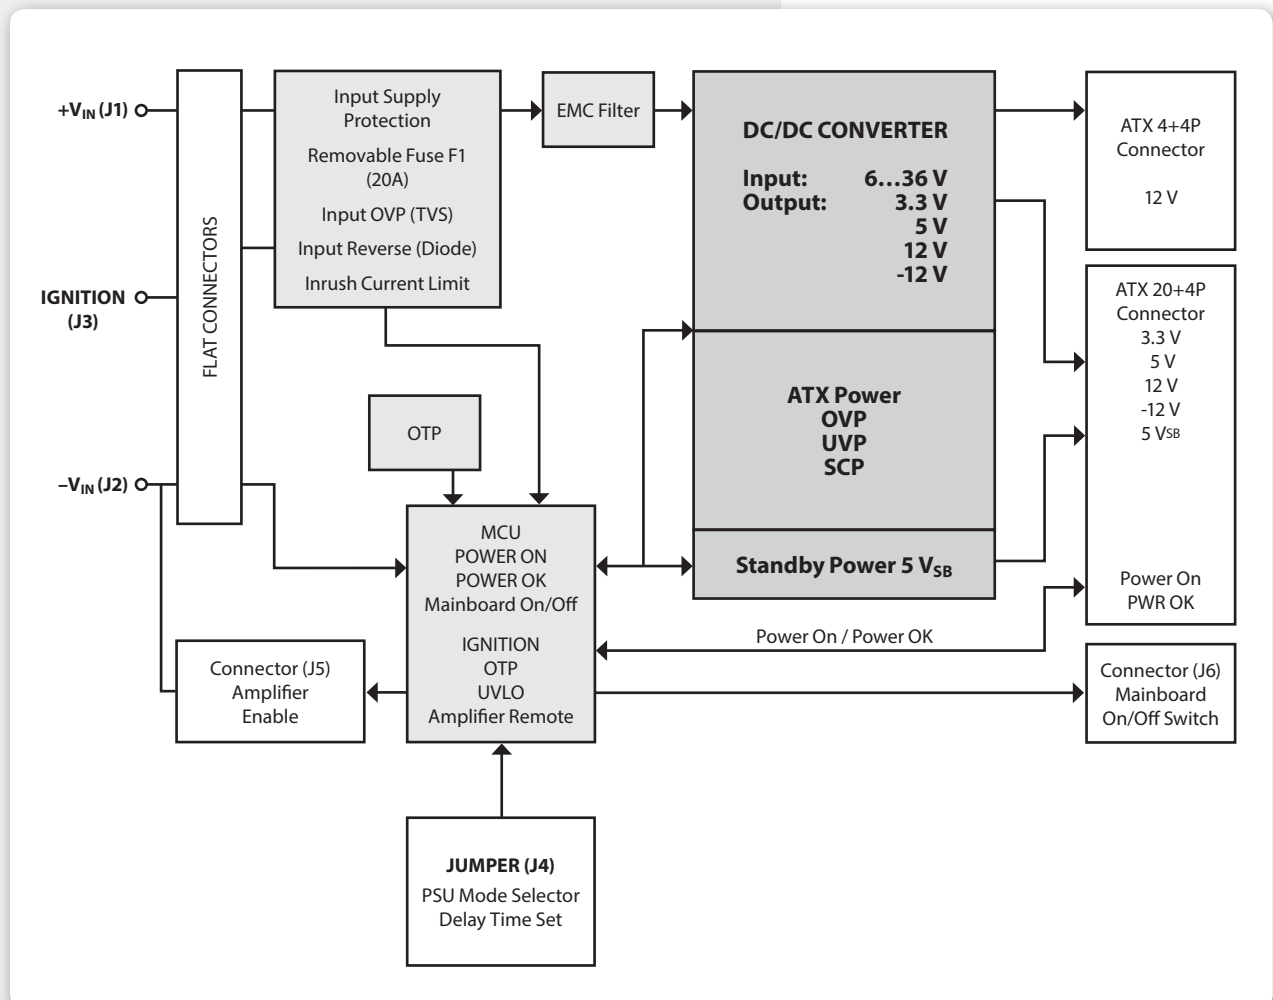 +VIN (J1)
IGNITION
(J3)
–VIN (J2)
FLAT CONNECTORS
Input Supply
Protection
Removable Fuse F1
(20A)
Input OVP (TVS)
Input Reverse (Diode)
Inrush Current Limit
EMC Filter
DC/DC CONVERTER
Input: 6...36 V
Output: 3.3 V
5 V
12 V
-12 V
ATX Power
OVP
UVP
SCP
Standby Power 5 VSB
ATX 4+4P
Connector
12 V
ATX 20+4P
Connector
3.3 V
5 V
12 V
-12 V
5 VSB
Power On
PWR OK
OTP
MCU
POWER ON
POWER OK
Mainboard On/Off
IGNITION
OTP
UVLO
Amplifier Remote
Power On / Power OK
Connector (J5)
Amplifier
Enable
Connector (J6)
Mainboard
On/Off Switch
JUMPER (J4)
PSU Mode Selector
Delay Time Set